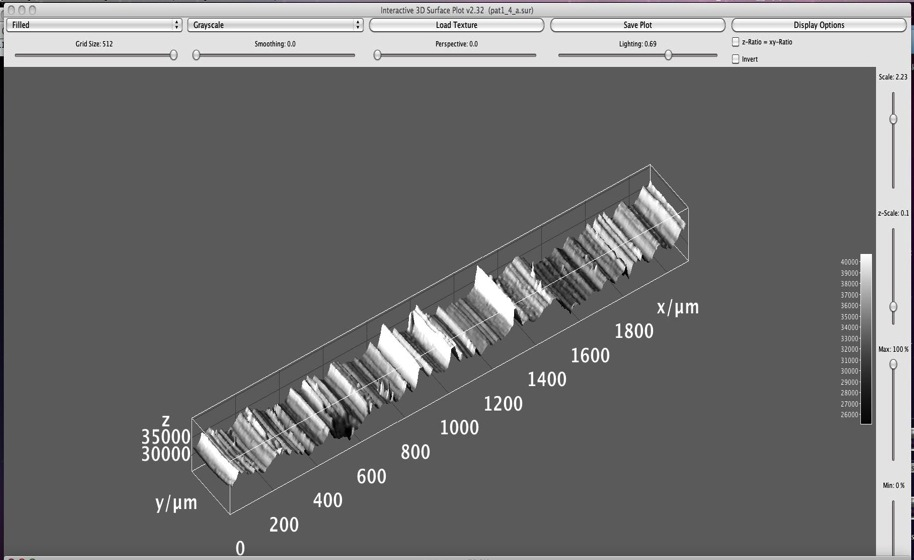 Interactive 3D Surface Plot v2.32 (pat1_4_a.sur)
Filled Grayscale Load Texture Save Plot Display Options
Grid Size: 512 Smoothing: 0.0 Perspective: 0.0 Lighting: 0.69
z-Ratio = xy-Ratio
Invert
Scale: 2.23
z-Scale: 0.1
Max: 100 %
Min: 0 %
40000
39000
38000
37000
36000
35000
34000
33000
32000
31000
30000
29000
28000
27000
26000
z
35000
30000
y/µm
x/µm
0
200
400
600
800
1000
1200
1400
1600
1800